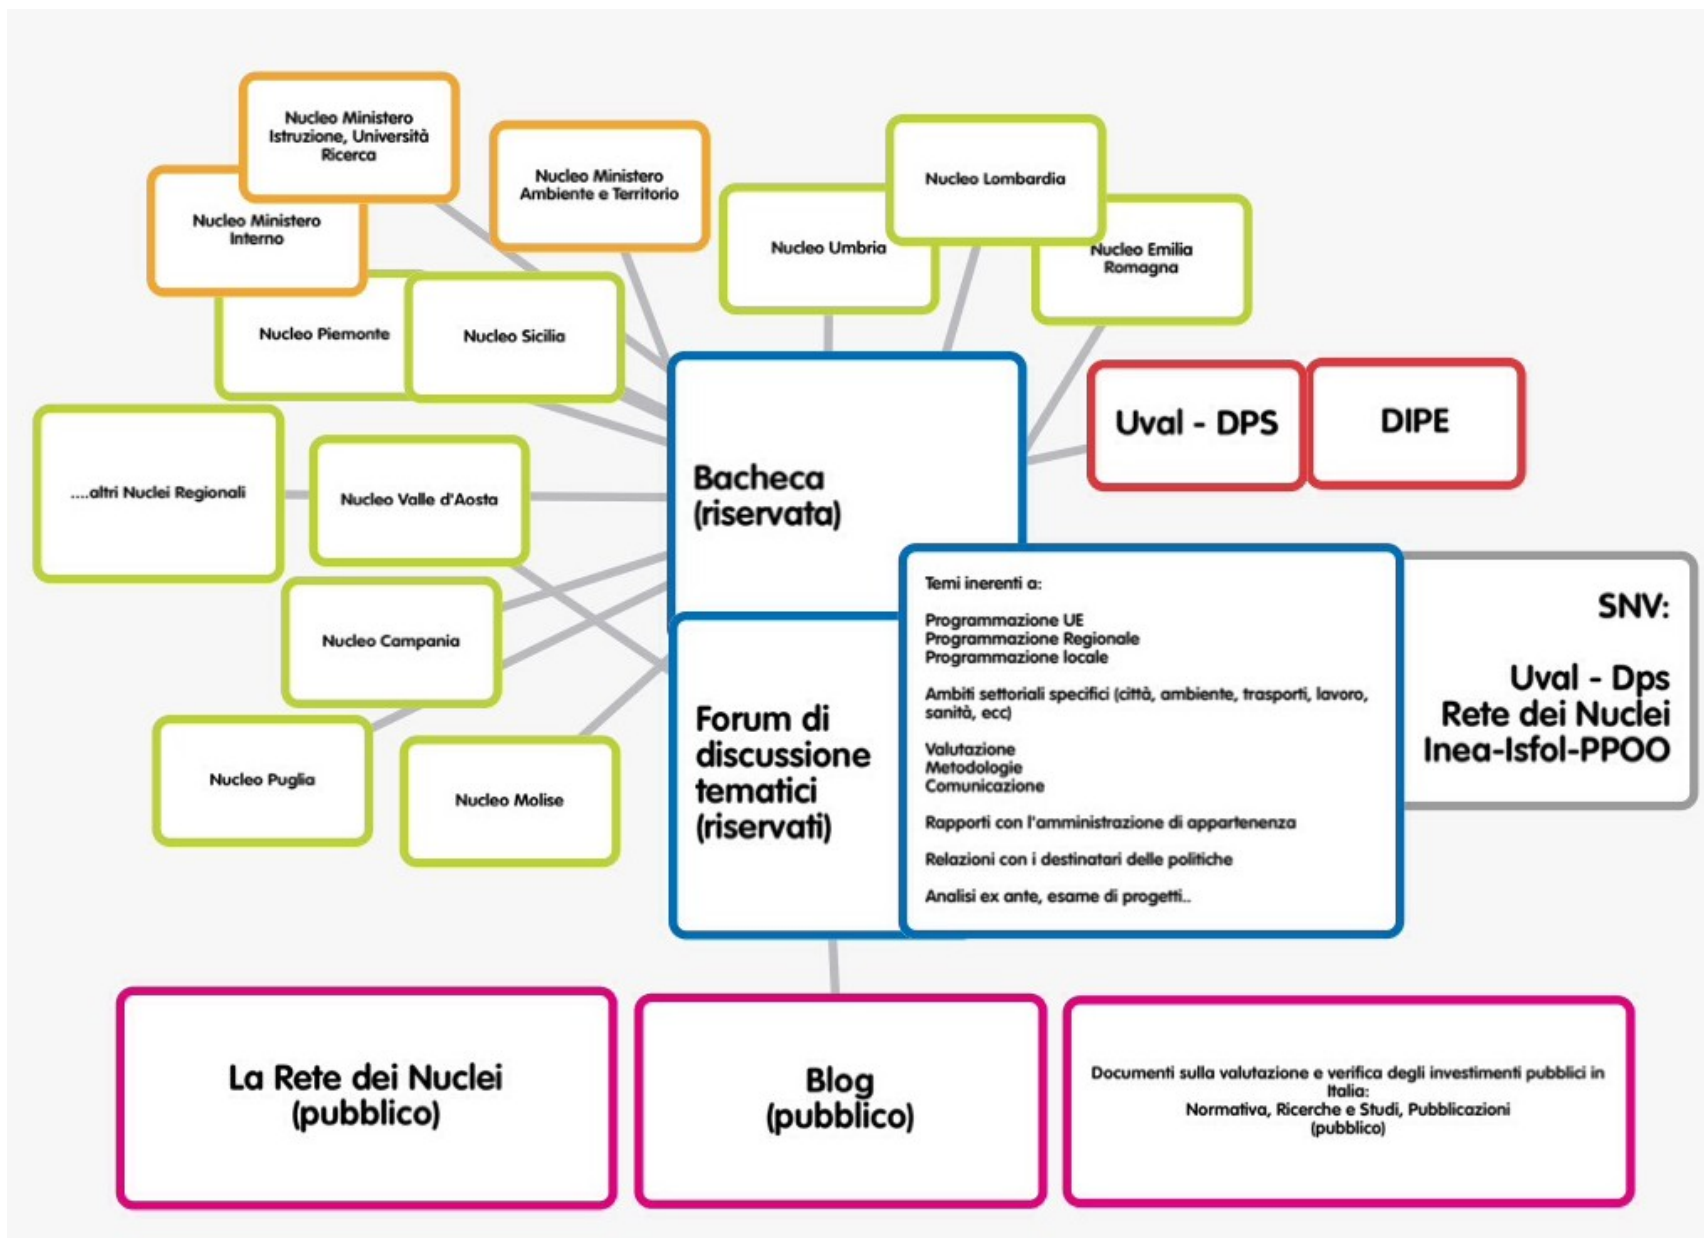 Nucleo Ministero
Istruzione, Università
Ricerca
Nucleo Ministero
Ambiente e Territorio
Nucleo Lombardia
Nucleo Ministero
Interno
Nucleo Umbria
Nucleo Emilia
Romagna
Nucleo Piemonte
Nucleo Sicilia
Uval - DPS
DIPE
....altri Nuclei Regionali
Nucleo Valle d'Aosta
Bacheca
(riservata)
Nucleo Campania
Nucleo Puglia
Nucleo Molise
Forum di
discussione
tematici
(riservati)
Temi inerenti a:
Programmazione UE
Programmazione Regionale
Programmazione locale
Ambiti settoriali specifici (città, ambiente, trasporti, lavoro,
sanità, ecc)
Valutazione
Metodologie
Comunicazione
Rapporti con l'amministrazione di appartenenza
Relazioni con i destinatari delle politiche
Analisi ex ante, esame di progetti..
SNV:
Uval - Dps
Rete dei Nuclei
Inea-Isfol-PPOO
La Rete dei Nuclei
(pubblico)
Blog
(pubblico)
Documenti sulla valutazione e verifica degli investimenti pubblici in
Italia:
Normativa, Ricerche e Studi, Pubblicazioni
(pubblico)